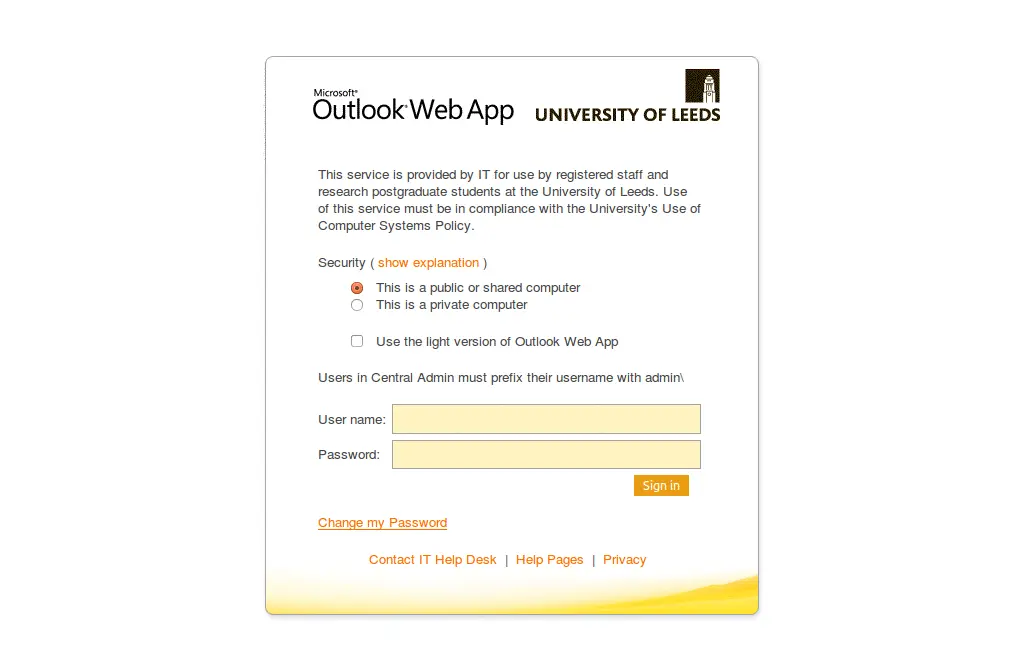 Microsoft®
Outlook® Web App
UNIVERSITY OF LEEDS
This service is provided by IT for use by registered staff and
research postgraduate students at the University of Leeds. Use
of this service must be in compliance with the University's Use of
Computer Systems Policy.
Security ( show explanation )
This is a public or shared computer
This is a private computer
Use the light version of Outlook Web App
Users in Central Admin must prefix their username with admin\
User name:
Password:
Sign in
Change my Password
Contact IT Help Desk | Help Pages | Privacy